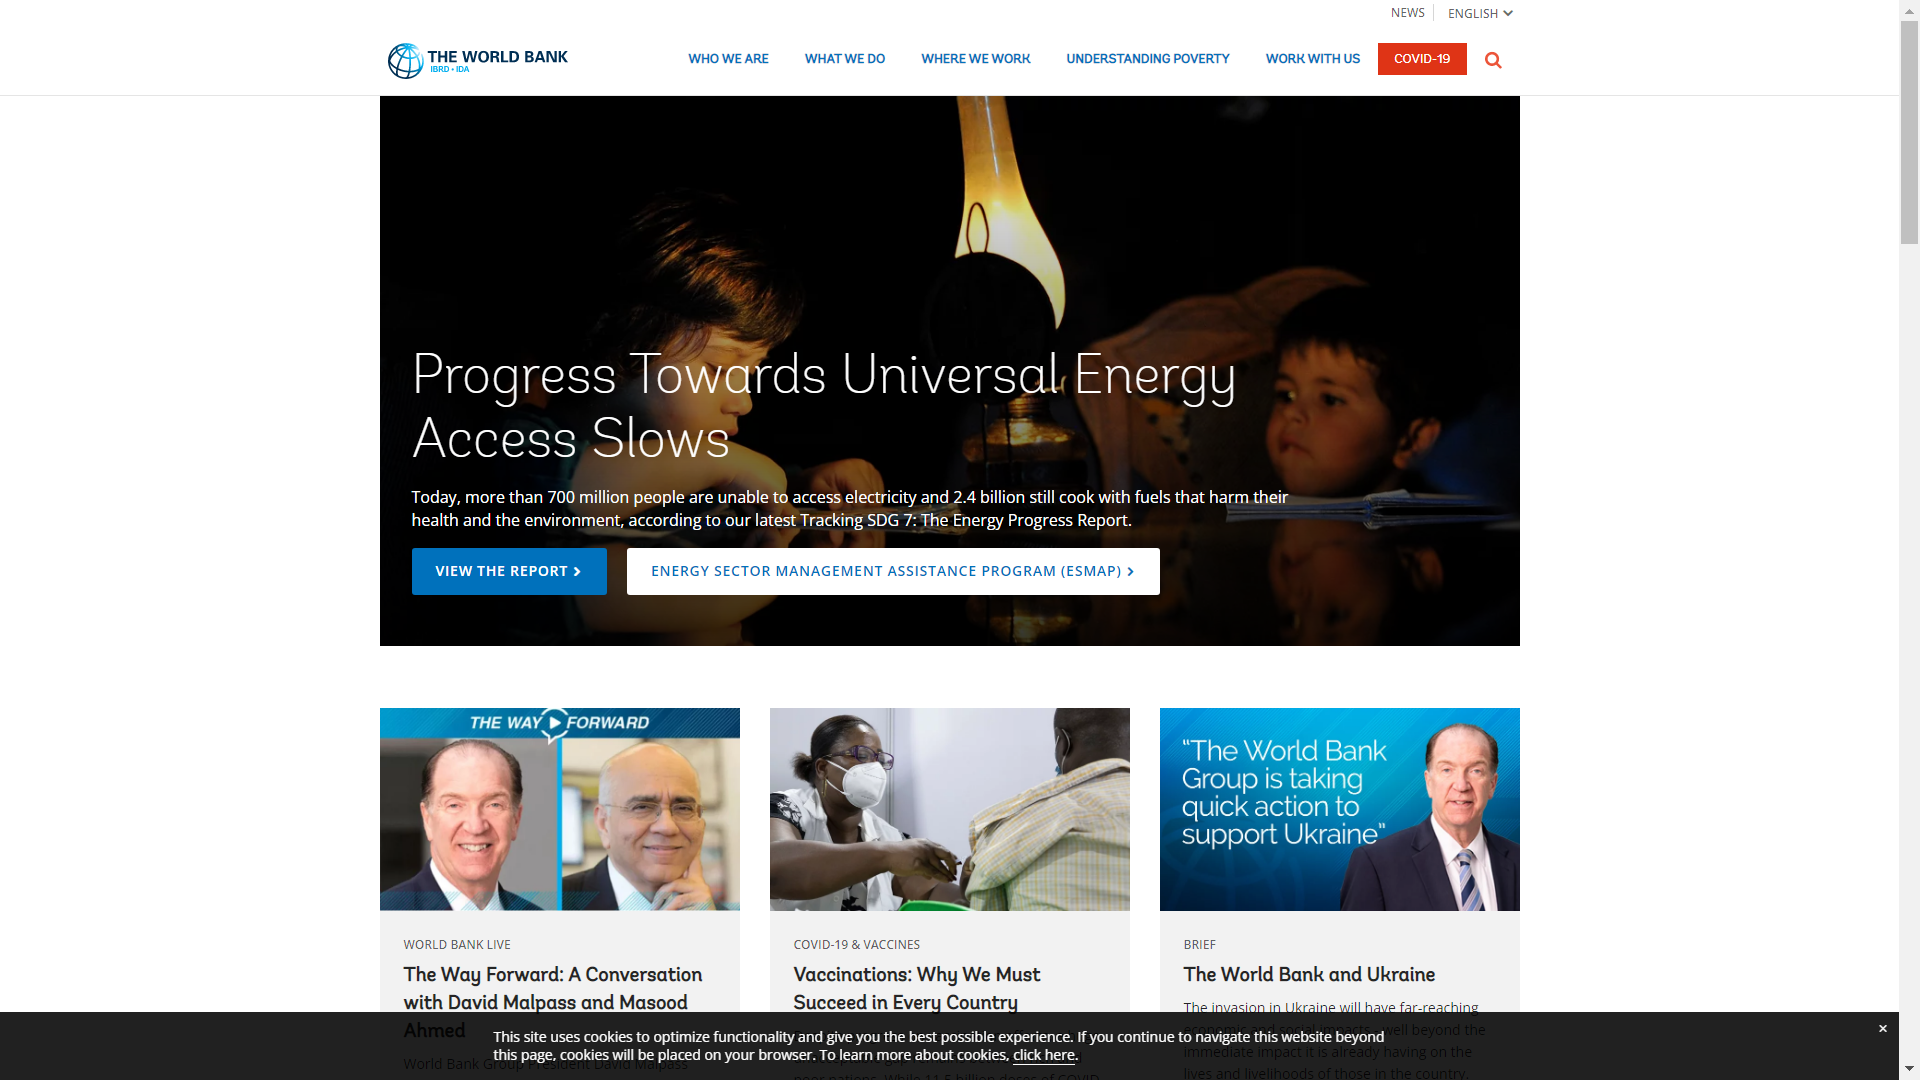 NEWS
ENGLISH
THE WORLD BANK
IBRD • IDA
WHO WE ARE
WHAT WE DO
WHERE WE WORK
UNDERSTANDING POVERTY
WORK WITH US
COVID-19
Progress Towards Universal Energy
Access Slows
Today, more than 700 million people are unable to access electricity and 2.4 billion still cook with fuels that harm their
health and the environment, according to our latest Tracking SDG 7: The Energy Progress Report.
VIEW THE REPORT
ENERGY SECTOR MANAGEMENT ASSISTANCE PROGRAM (ESMAP)
THE WAY FORWARD
WORLD BANK LIVE
The Way Forward: A Conversation
with David Malpass and Masood
Ahmed
World Bank Group President David Malpass
COVID-19 & VACCINES
Vaccinations: Why We Must
Succeed in Every Country
"The World Bank
Group is taking
quick action to
support Ukraine"
BRIEF
The World Bank and Ukraine
The invasion in Ukraine will have far-reaching
economic and social impacts, well beyond the
immediate impact it is already having on the
lives and livelihoods of those in the country.
This site uses cookies to optimize functionality and give you the best possible experience. If you continue to navigate this website beyond
this page, cookies will be placed on your browser. To learn more about cookies, click here.
×